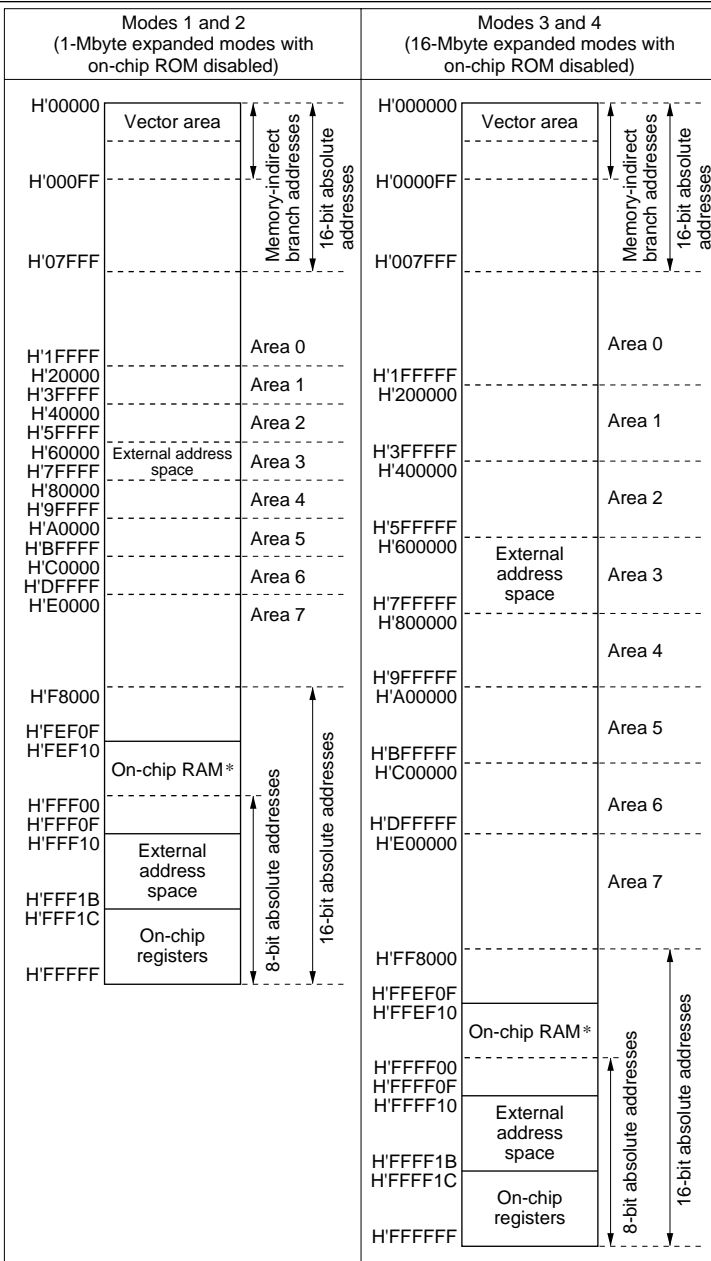 Modes 1 and 2
(1-Mbyte expanded modes with
on-chip ROM disabled)
H'00000
Vector area
H'000FF
H'07FFF
Memory-indirect
branch addresses
16-bit absolute
addresses
H'1FFFF
Area 0
H'20000
H'3FFFF
Area 1
H'40000
H'5FFFF
Area 2
H'60000
H'7FFFF
External address
space
Area 3
H'80000
H'9FFFF
Area 4
H'A0000
H'BFFFF
Area 5
H'C0000
H'DFFFF
Area 6
H'E0000
Area 7
H'F8000
H'FEF0F
H'FEF10
On-chip RAM*
H'FFF00
H'FFF0F
H'FFF10
External
address
space
H'FFF1B
H'FFF1C
On-chip
registers
H'FFFFF
8-bit absolute addresses
16-bit absolute addresses
Modes 3 and 4
(16-Mbyte expanded modes with
on-chip ROM disabled)
H'000000
Vector area
H'0000FF
H'007FFF
Memory-indirect
branch addresses
16-bit absolute
addresses
Area 0
H'1FFFFF
H'200000
Area 1
H'3FFFFF
H'400000
Area 2
H'5FFFFF
H'600000
External
address
space
Area 3
H'7FFFFF
H'800000
Area 4
H'9FFFFF
H'A00000
Area 5
H'BFFFFF
H'C00000
Area 6
H'DFFFFF
H'E00000
Area 7
H'FF8000
H'FFEF0F
H'FFEF10
On-chip RAM*
H'FFFF00
H'FFFF0F
H'FFFF10
External
address
space
H'FFFF1B
H'FFFF1C
On-chip
registers
H'FFFFFF
8-bit absolute addresses
16-bit absolute addresses